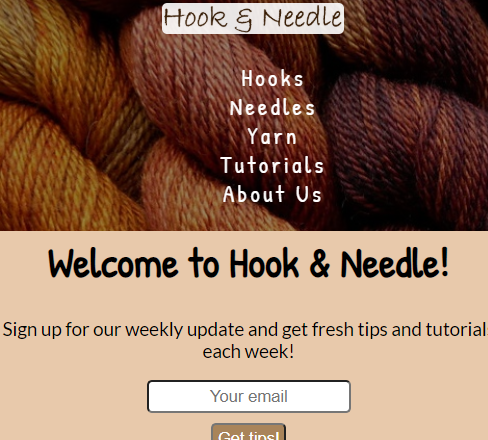 Hook & Needle
Hooks
Needles
Yarn
Tutorials
About Us
Welcome to Hook & Needle!
Sign up for our weekly update and get fresh tips and tutorials
each week!
Your email
Get tips!